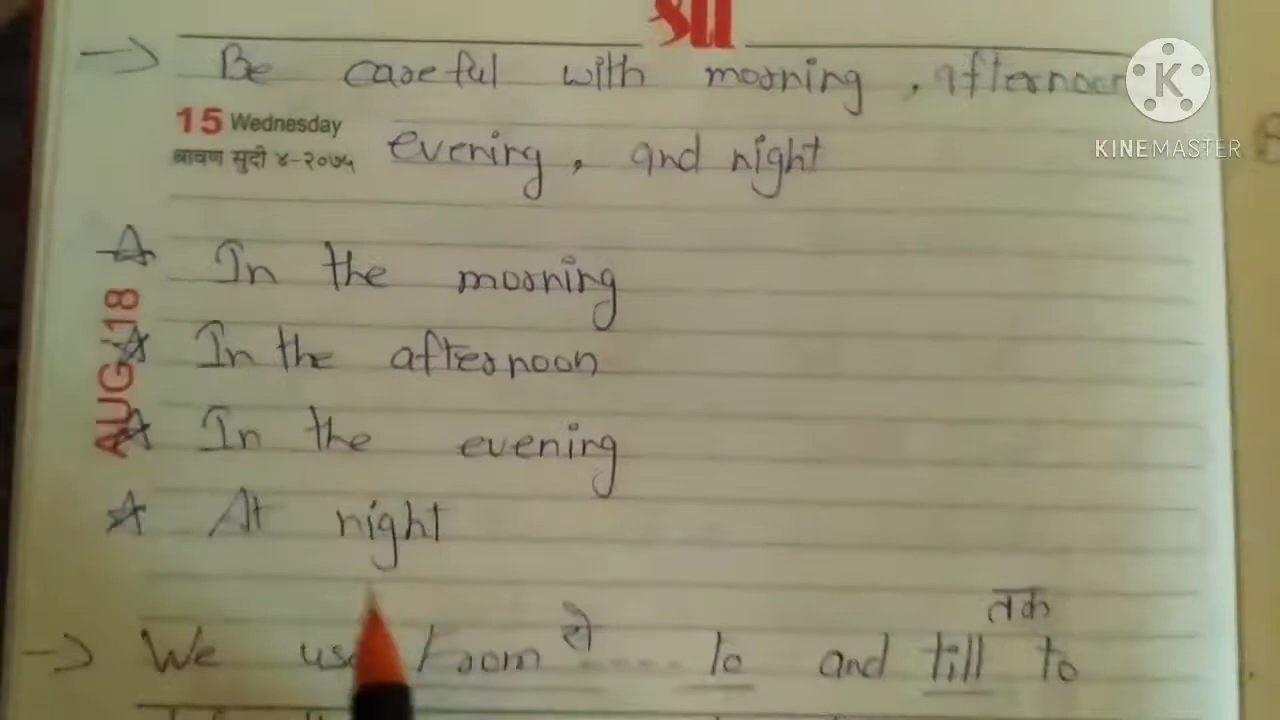 → Be careful with morning, afternoon
KINEMASTER
15 Wednesday
श्रावण सुदी ४-२०७५
evening, and night
☆ In the morning
AUG-18
☆ In the afternoon
☆ In the evening
☆ At night
तक
→ We use from से ..... to and till to